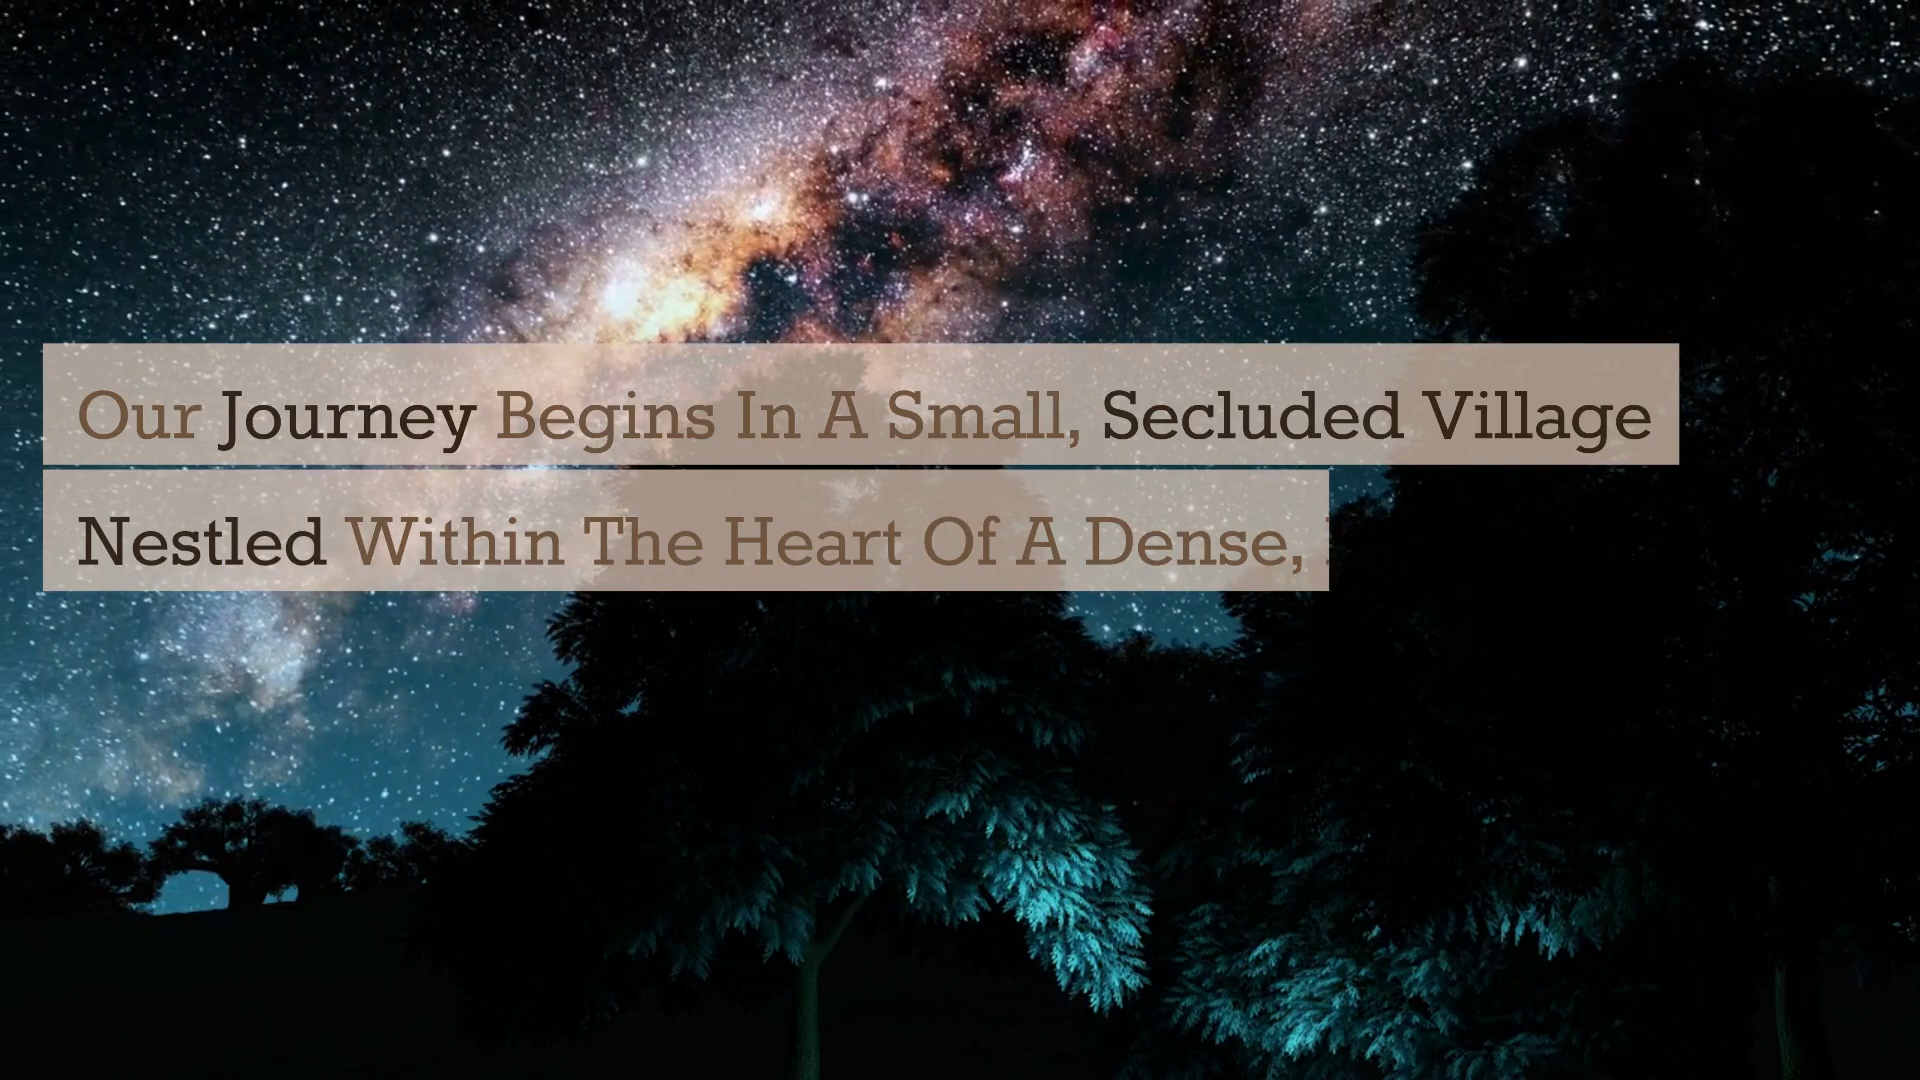 Our Journey Begins In A Small, Secluded Village
Nestled Within The Heart Of A Dense,